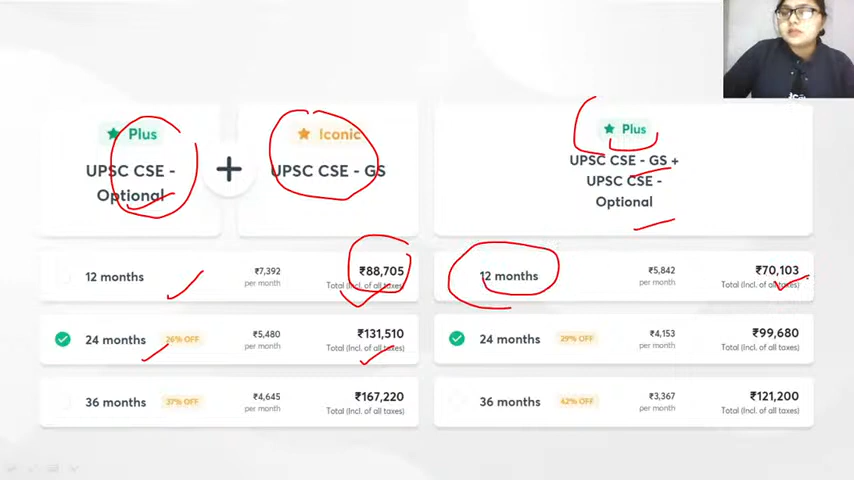 Plus
UPSC CSE -
Optional
+
Iconic
UPSC CSE - GS
Plus
UPSC CSE - GS +
UPSC CSE -
Optional
12 months ₹7,392 ₹88,705
per month Total (Incl. of all taxes)
24 months 26% OFF ₹5,480 ₹131,510
per month Total (Incl. of all taxes)
36 months 37% OFF ₹4,645 ₹167,220
per month Total (Incl. of all taxes)
12 months ₹5,842 ₹70,103
per month Total (Incl. of all taxes)
24 months 29% OFF ₹4,153 ₹99,680
per month Total (Incl. of all taxes)
36 months 42% OFF ₹3,367 ₹121,200
per month Total (Incl. of all taxes)